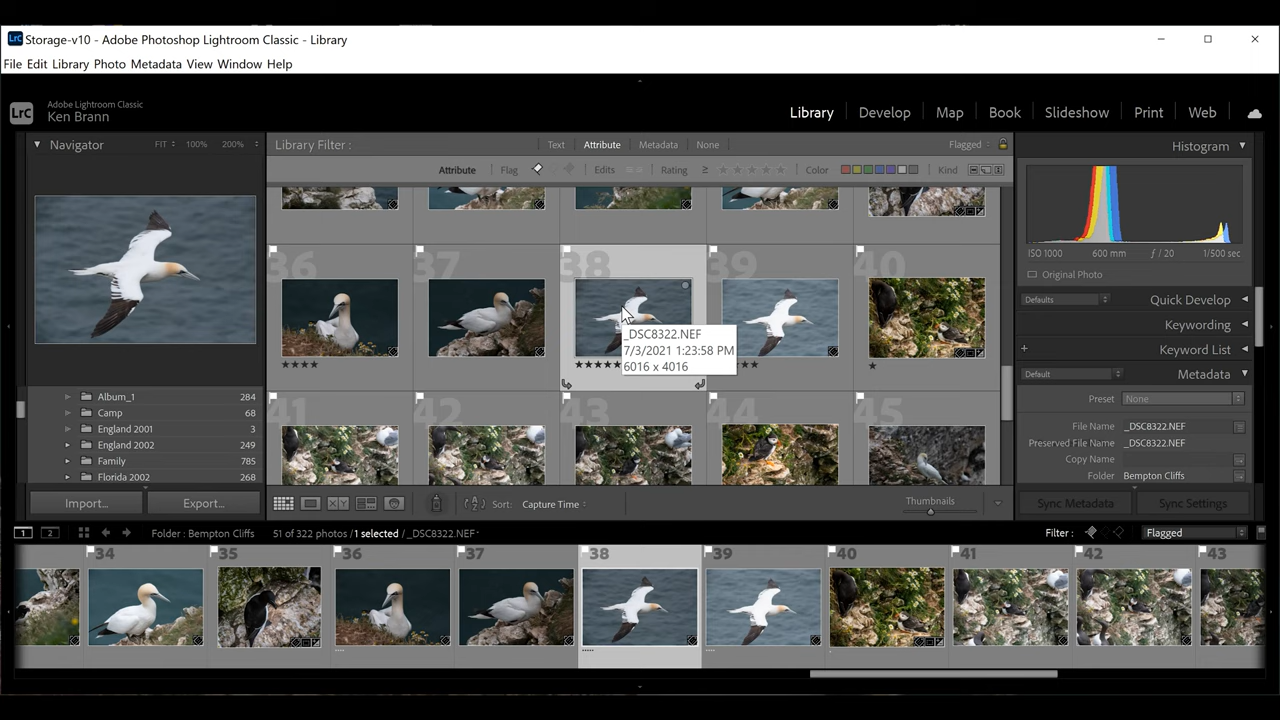 Storage-v10 - Adobe Photoshop Lightroom Classic - Library
File Edit Library Photo Metadata View Window Help
LrC
Adobe Lightroom Classic
Ken Brann
Library Develop Map Book Slideshow Print Web
Navigator FIT 100% 200%
Library Filter : Text Attribute Metadata None Flagged
Histogram
Attribute Flag Edits Rating ≥ ★★★★★ Color Kind
ISO 1000 600 mm ƒ / 20 1/500 sec
Original Photo
36 37 38 39 40
_DSC8322.NEF
7/3/2021 1:23:58 PM
6016 x 4016
Defaults Quick Develop
Keywording
+ Keyword List
Default Metadata
Preset None
File Name _DSC8322.NEF
Preserved File Name _DSC8322.NEF
Copy Name
Folder Bempton Cliffs
Album_1 284
Camp 68
England 2001 3
England 2002 249
Family 785
Florida 2002 268
41 42 43 44 45
Import... Export...
XY
Sort: Capture Time
Thumbnails
Sync Metadata Sync Settings
1 2 Folder : Bempton Cliffs 51 of 322 photos / 1 selected / _DSC8322.NEF
Filter : Flagged
34 35 36 37 38 39 40 41 42 43